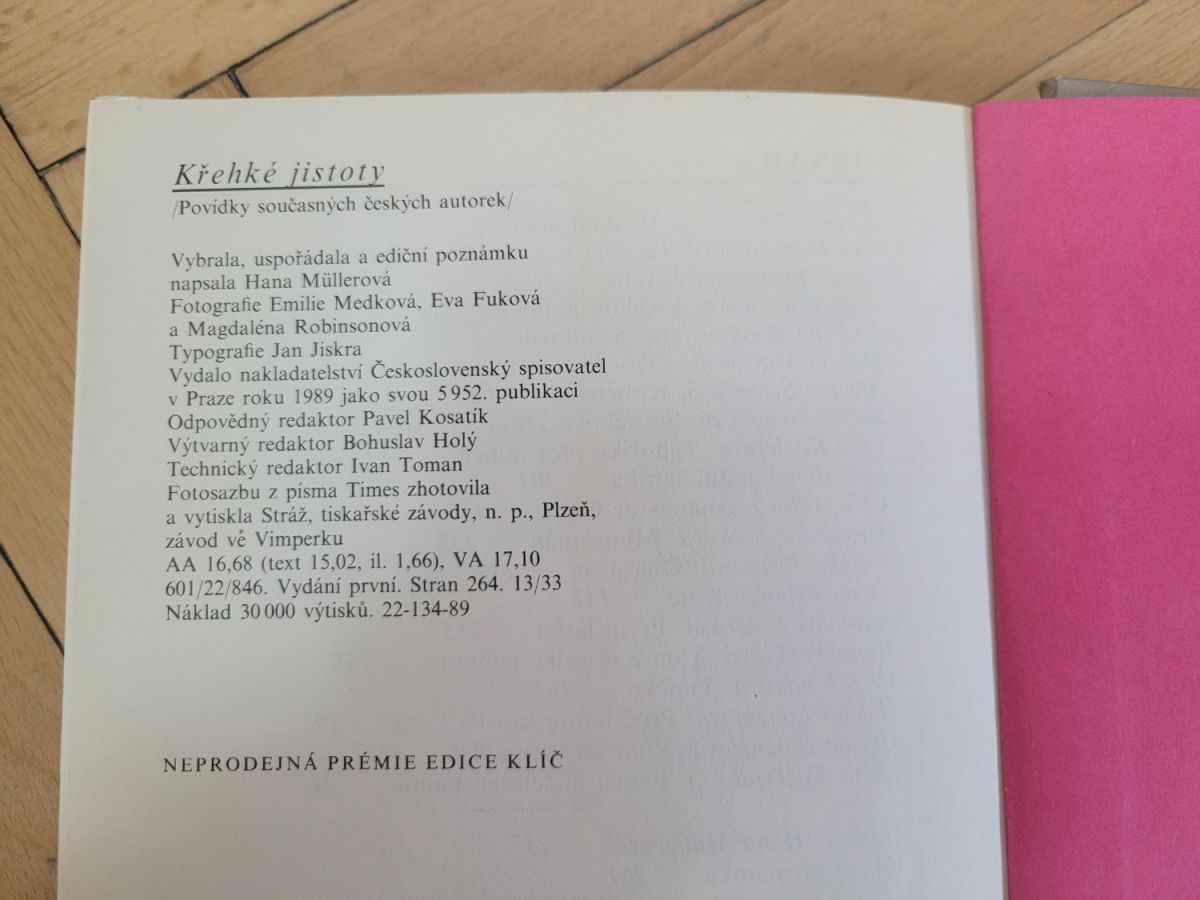 Křehké jistoty
/Povídky současných českých autorek/
Vybrala, uspořádala a ediční poznámku
napsala Hana Müllerová
Fotografie Emilie Medková, Eva Fuková
a Magdaléna Robinsonová
Typografie Jan Jiskra
Vydalo nakladatelství Československý spisovatel
v Praze roku 1989 jako svou 5 952. publikaci
Odpovědný redaktor Pavel Kosatík
Výtvarný redaktor Bohuslav Holý
Technický redaktor Ivan Toman
Fotosazbu z písma Times zhotovila
a vytiskla Stráž, tiskařské závody, n. p., Plzeň,
závod ve Vimperku
AA 16,68 (text 15,02, il. 1,66), VA 17,10
601/22/846. Vydání první. Stran 264. 13/33
Náklad 30 000 výtisků. 22-134-89
NEPRODEJNÁ PRÉMIE EDICE KLÍČ